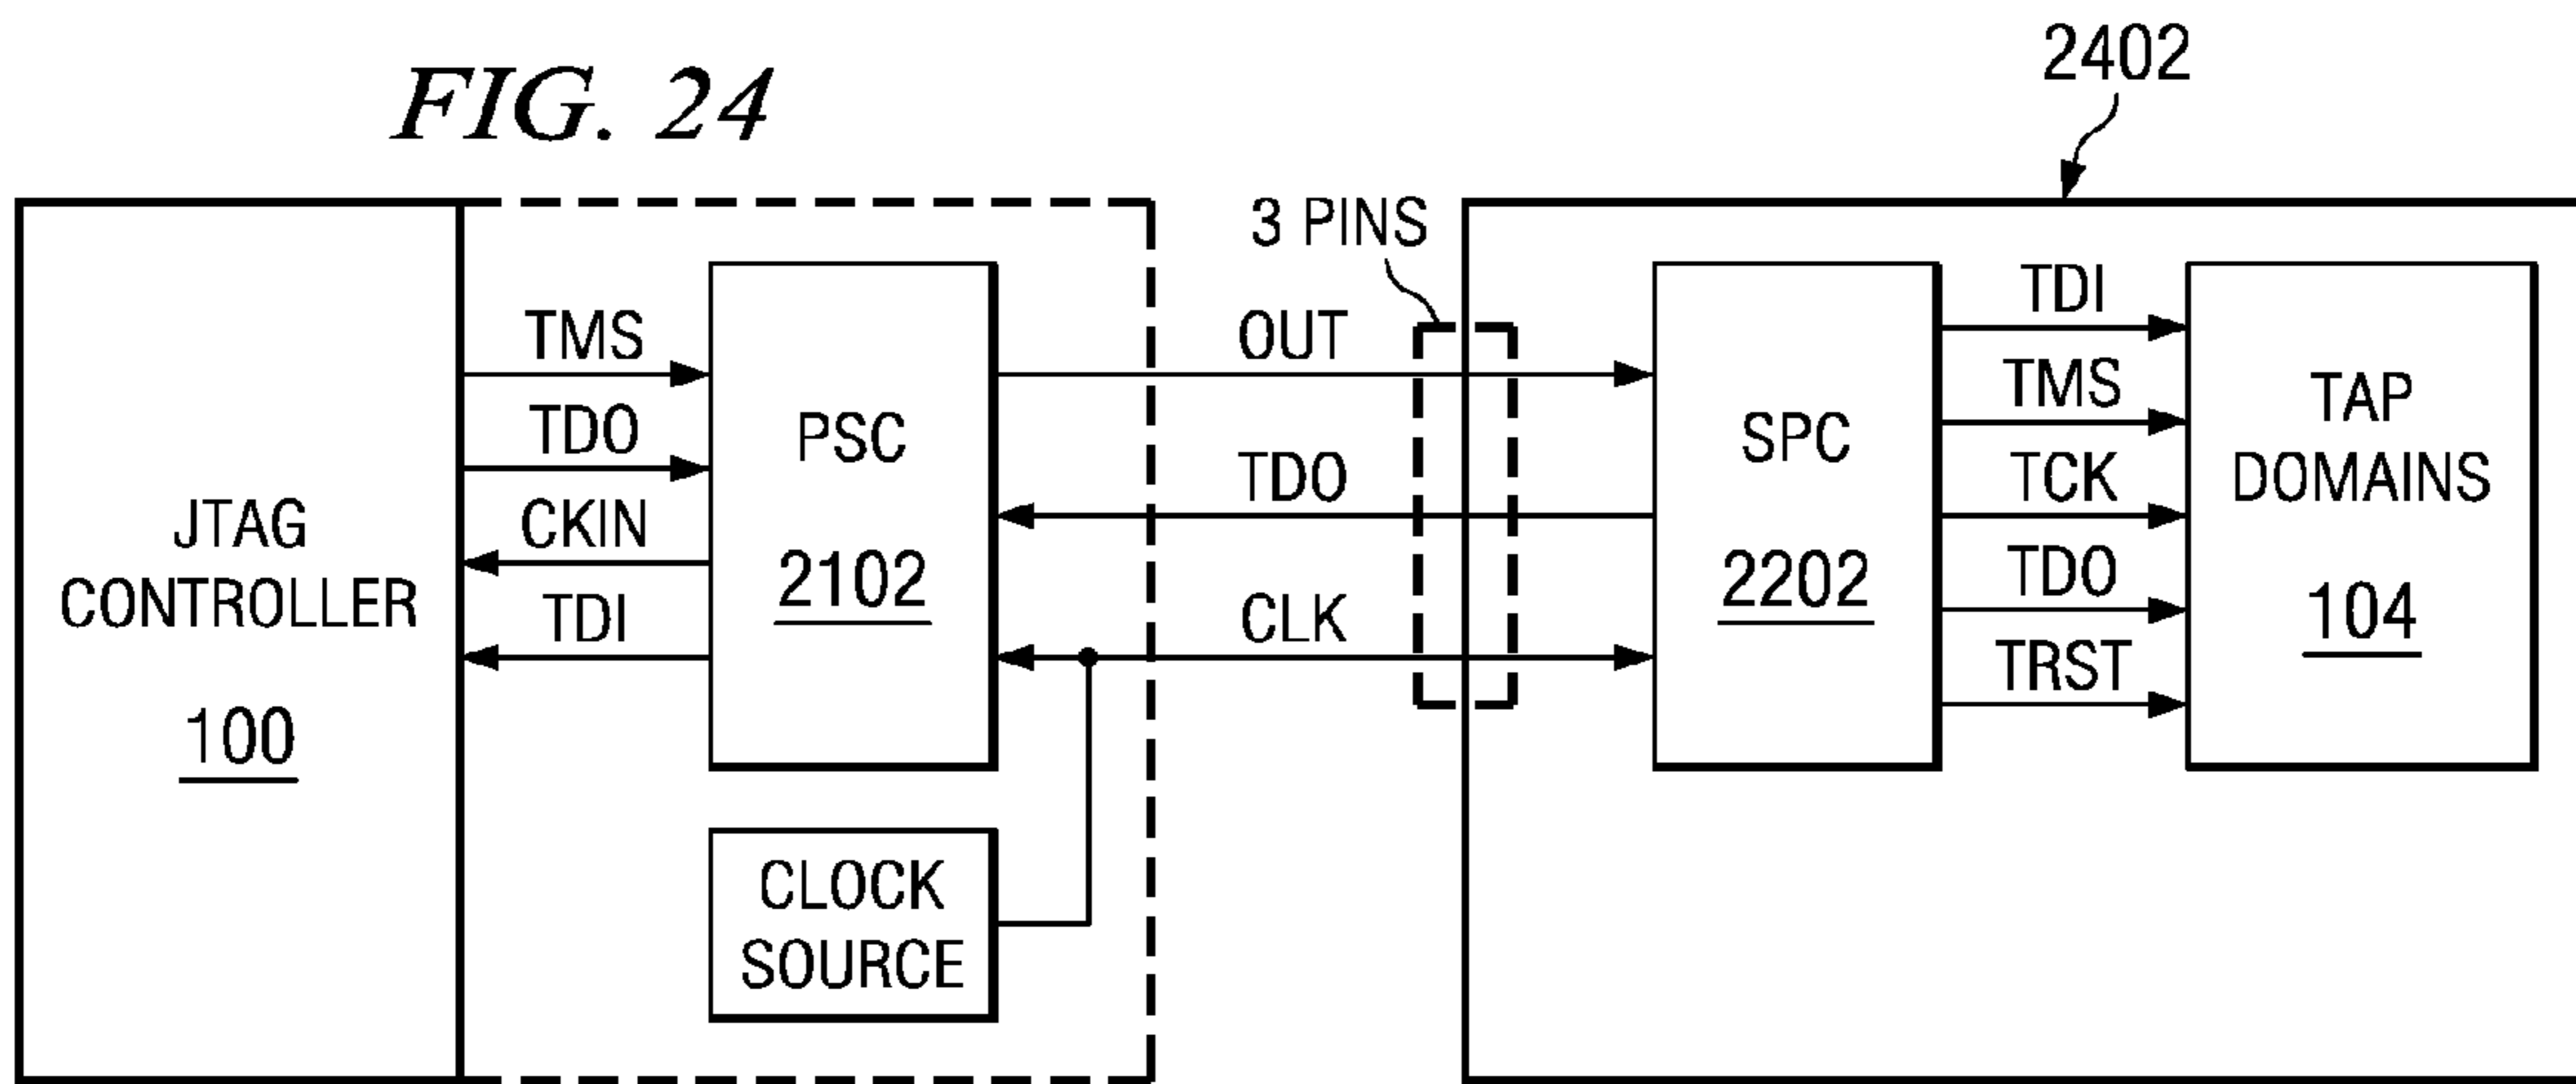 FIG. 24
2402
3 PINS
JTAG
CONTROLLER
100
TMS
TDO
CKIN
TDI
PSC
2102
CLOCK
SOURCE
OUT
TDO
CLK
SPC
2202
TDI
TMS
TCK
TDO
TRST
TAP
DOMAINS
104